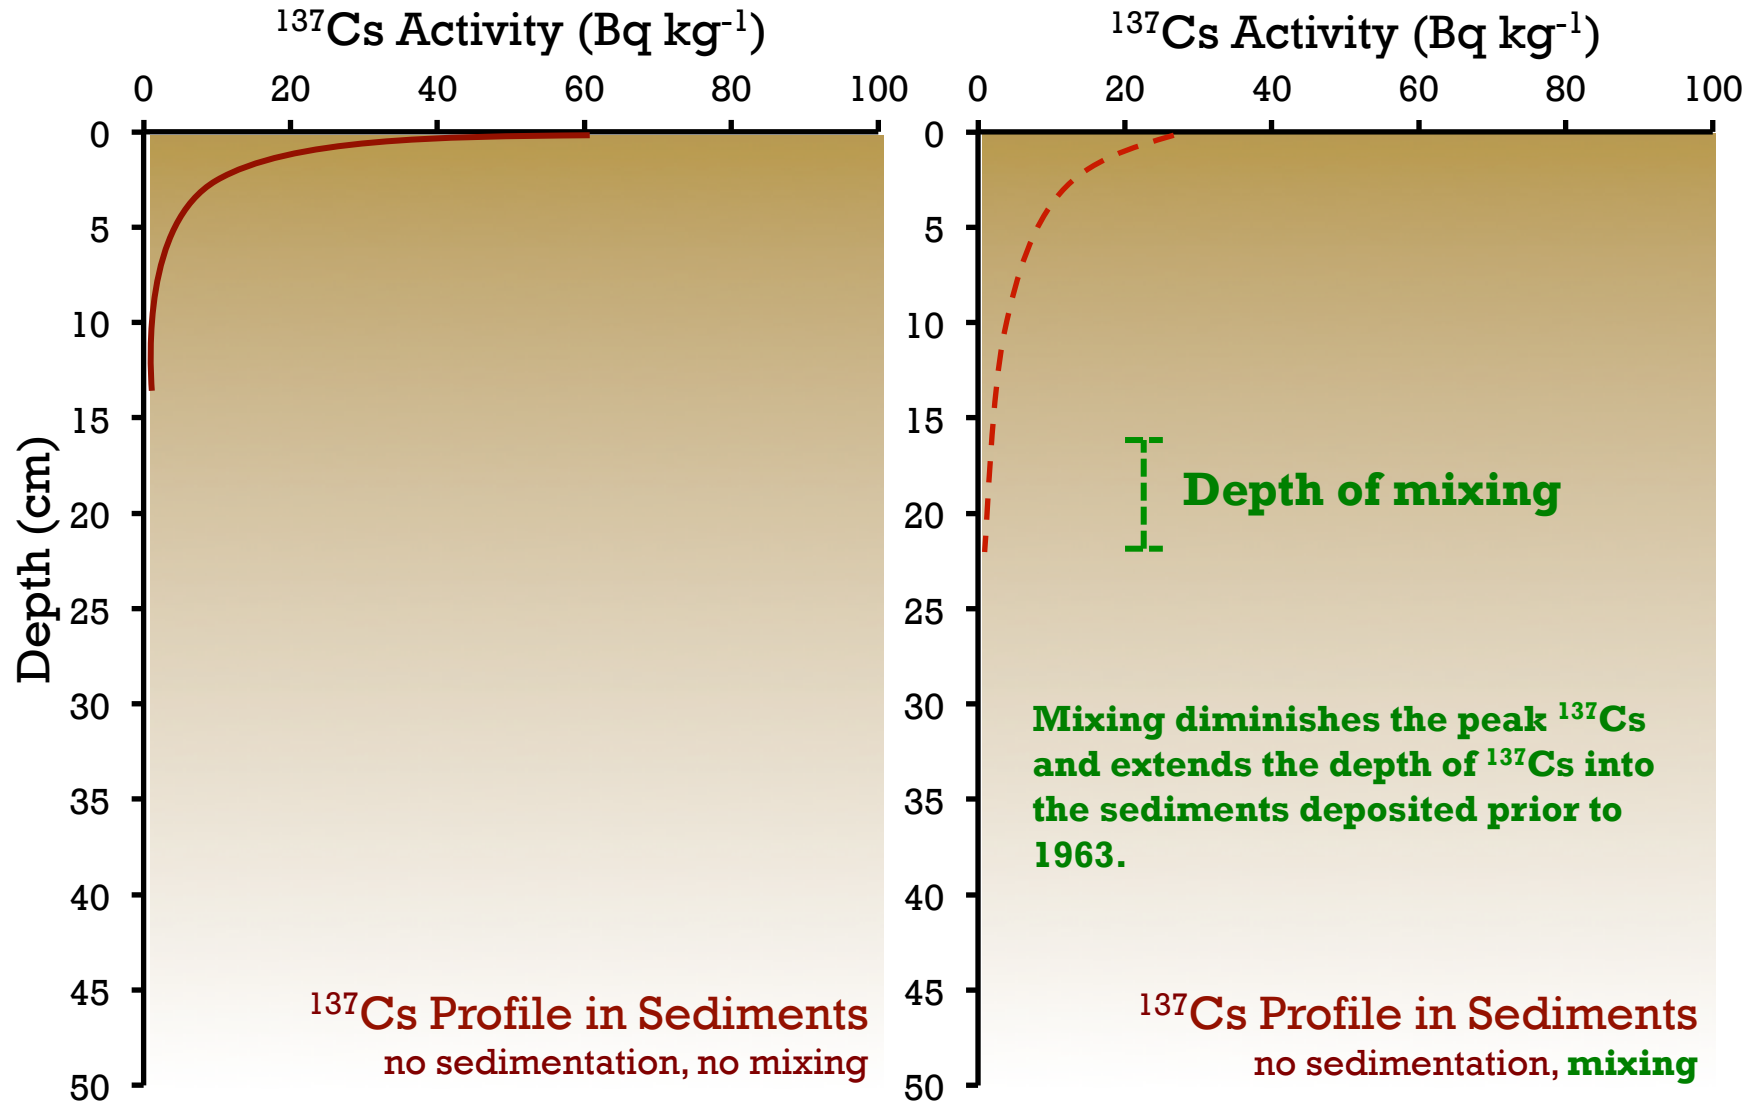 ¹³⁷Cs Activity (Bq kg⁻¹)
0 20 40 60 80 100
0
5
10
15
20
25
30
35
40
45
50
Depth (cm)
¹³⁷Cs Profile in Sediments
no sedimentation, no mixing
¹³⁷Cs Activity (Bq kg⁻¹)
0 20 40 60 80 100
0
5
10
15
20
25
30
35
40
45
50
Depth of mixing
Mixing diminishes the peak ¹³⁷Cs
and extends the depth of ¹³⁷Cs into
the sediments deposited prior to
1963.
¹³⁷Cs Profile in Sediments
no sedimentation, mixing